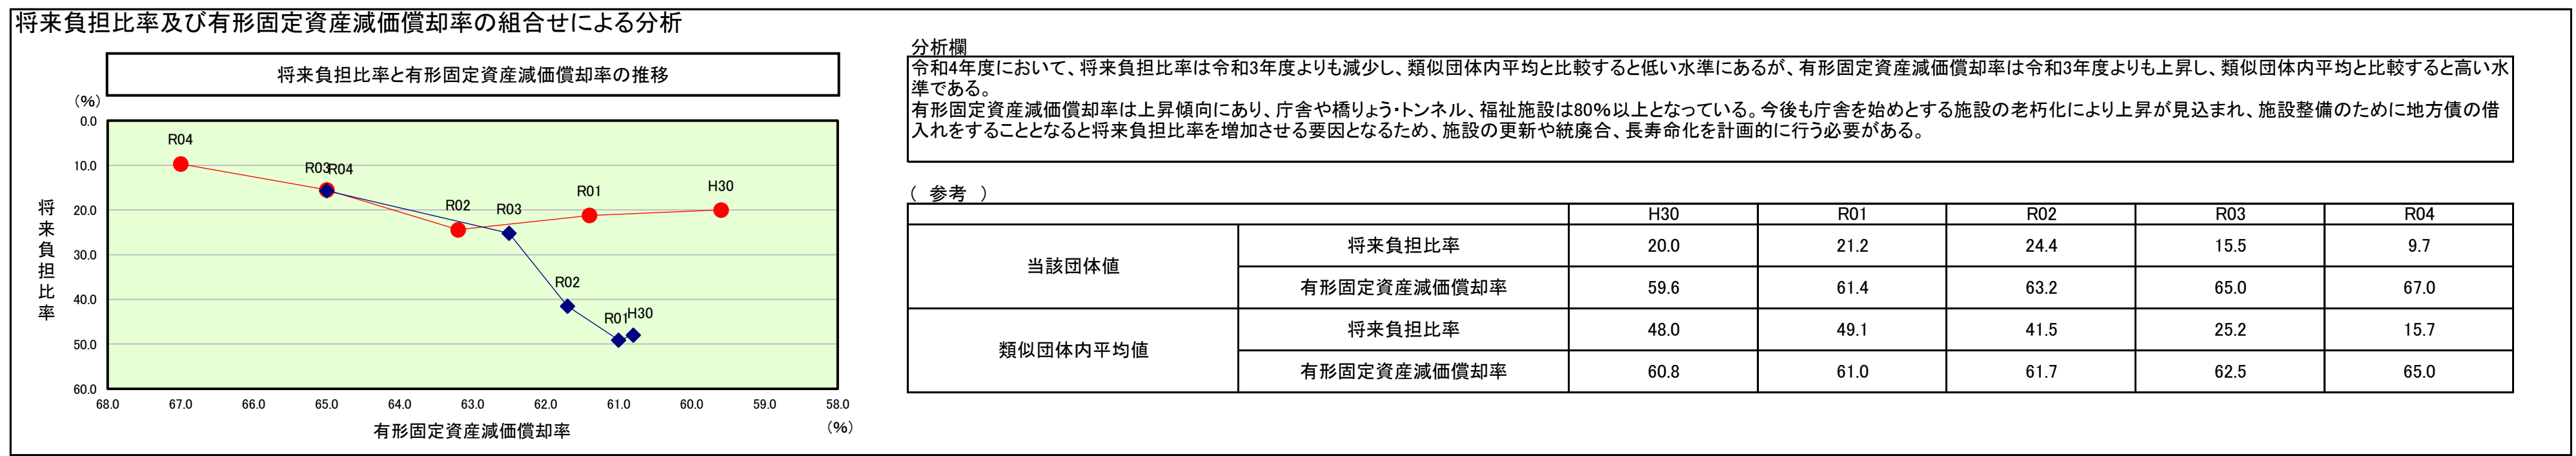 将来負担比率及び有形固定資産減価償却率の組合せによる分析
将来負担比率と有形固定資産減価償却率の推移
(%)
0.0
10.0
20.0
30.0
40.0
50.0
60.0
将来負担比率
R04
R03
R04
R02
R03
R01
H30
R02
R01
H30
68.0 67.0 66.0 65.0 64.0 63.0 62.0 61.0 60.0 59.0 58.0
有形固定資産減価償却率
(%)
分析欄
令和4年度において、将来負担比率は令和3年度よりも減少し、類似団体内平均と比較すると低い水準にあるが、有形固定資産減価償却率は令和3年度よりも上昇し、類似団体内平均と比較すると高い水
準である。
有形固定資産減価償却率は上昇傾向にあり、庁舎や橋りょう・トンネル、福祉施設は80%以上となっている。今後も庁舎を始めとする施設の老朽化により上昇が見込まれ、施設整備のために地方債の借
入れをすることとなると将来負担比率を増加させる要因となるため、施設の更新や統廃合、長寿命化を計画的に行う必要がある。
( 参考 )
H30 R01 R02 R03 R04
当該団体値
将来負担比率 20.0 21.2 24.4 15.5 9.7
有形固定資産減価償却率 59.6 61.4 63.2 65.0 67.0
類似団体内平均値
将来負担比率 48.0 49.1 41.5 25.2 15.7
有形固定資産減価償却率 60.8 61.0 61.7 62.5 65.0